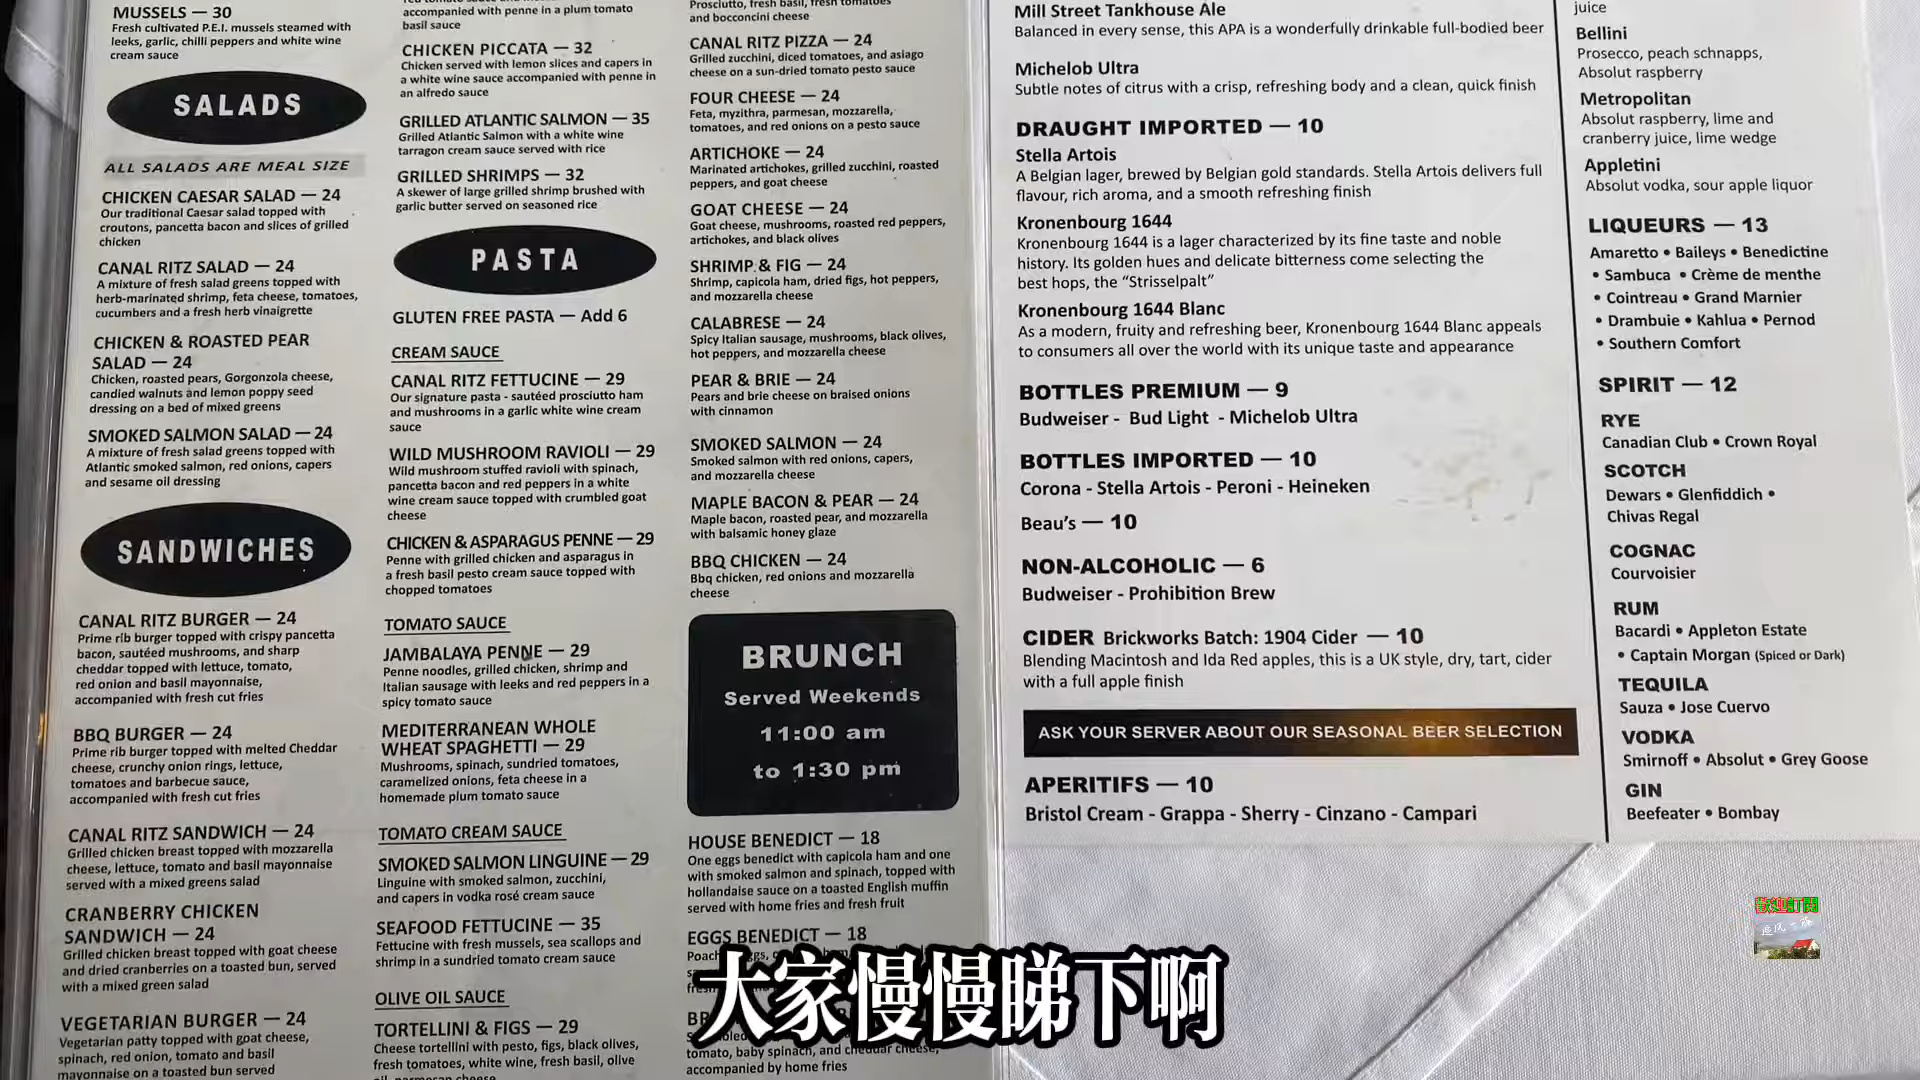 MUSSELS — 30
Fresh cultivated P.E.I. mussels steamed with
leeks, garlic, chilli peppers and white wine
cream sauce
SALADS
ALL SALADS ARE MEAL SIZE
CHICKEN CAESAR SALAD — 24
Our traditional Caesar salad topped with
croutons, pancetta bacon and slices of grilled
chicken
CANAL RITZ SALAD — 24
A mixture of fresh salad greens topped with
herb-marinated shrimp, feta cheese, tomatoes,
cucumbers and a fresh herb vinaigrette
CHICKEN & ROASTED PEAR
SALAD — 24
Chicken, roasted pears, Gorgonzola cheese,
candied walnuts and lemon poppy seed
dressing on a bed of mixed greens
SMOKED SALMON SALAD — 24
A mixture of fresh salad greens topped with
Atlantic smoked salmon, red onions, capers
and sesame oil dressing
SANDWICHES
CANAL RITZ BURGER — 24
Prime rib burger topped with crispy pancetta
bacon, sautéed mushrooms, and sharp
cheddar topped with lettuce, tomato,
red onion and basil mayonnaise,
accompanied with fresh cut fries
BBQ BURGER — 24
Prime rib burger topped with melted Cheddar
cheese, crunchy onion rings, lettuce,
tomatoes and barbecue sauce,
accompanied with fresh cut fries
CANAL RITZ SANDWICH — 24
Grilled chicken breast topped with mozzarella
cheese, lettuce, tomato and basil mayonnaise
served with a mixed greens salad
CRANBERRY CHICKEN
SANDWICH — 24
Grilled chicken breast topped with goat cheese
and dried cranberries on a toasted bun, served
with a mixed green salad
VEGETARIAN BURGER — 24
Vegetarian patty topped with goat cheese,
spinach, red onion, tomato and basil
mayonnaise on a toasted bun served
accompanied with penne in a plum tomato
basil sauce
CHICKEN PICCATA — 32
Chicken served with lemon slices and capers in
a white wine sauce accompanied with penne in
an alfredo sauce
GRILLED ATLANTIC SALMON — 35
Grilled Atlantic Salmon with a white wine
tarragon cream sauce served with rice
GRILLED SHRIMPS — 32
A skewer of large grilled shrimp brushed with
garlic butter served on seasoned rice
PASTA
GLUTEN FREE PASTA — Add 6
CREAM SAUCE
CANAL RITZ FETTUCINE — 29
Our signature pasta - sautéed prosciutto ham
and mushrooms in a garlic white wine cream
sauce
WILD MUSHROOM RAVIOLI — 29
Wild mushroom stuffed ravioli with spinach,
pancetta bacon and red peppers in a white
wine cream sauce topped with crumbled goat
cheese
CHICKEN & ASPARAGUS PENNE — 29
Penne with grilled chicken and asparagus in
a fresh basil pesto cream sauce topped with
chopped tomatoes
TOMATO SAUCE
JAMBALAYA PENNE — 29
Penne noodles, grilled chicken, shrimp and
Italian sausage with leeks and red peppers in a
spicy tomato sauce
MEDITERRANEAN WHOLE
WHEAT SPAGHETTI — 29
Mushrooms, spinach, sundried tomatoes,
caramelized onions, feta cheese in a
homemade plum tomato sauce
TOMATO CREAM SAUCE
SMOKED SALMON LINGUINE — 29
Linguine with smoked salmon, zucchini,
and capers in vodka rosé cream sauce
SEAFOOD FETTUCINE — 35
Fettucine with fresh mussels, sea scallops and
shrimp in a sundried tomato cream sauce
OLIVE OIL SAUCE
TORTELLINI & FIGS — 29
Cheese tortellini with pesto, figs, black olives,
fresh tomatoes, white wine, fresh basil, olive
oil, parmesan cheese
Prosciutto, fresh basil, fresh tomatoes
and bocconcini cheese
CANAL RITZ PIZZA — 24
Grilled zucchini, diced tomatoes, and asiago
cheese on a sun-dried tomato pesto sauce
FOUR CHEESE — 24
Feta, myzithra, parmesan, mozzarella,
tomatoes, and red onions on a pesto sauce
ARTICHOKE — 24
Marinated artichokes, grilled zucchini, roasted
peppers, and goat cheese
GOAT CHEESE — 24
Goat cheese, mushrooms, roasted red peppers,
artichokes, and black olives
SHRIMP & FIG — 24
Shrimp, capicola ham, dried figs, hot peppers,
and mozzarella cheese
CALABRESE — 24
Spicy Italian sausage, mushrooms, black olives,
hot peppers, and mozzarella cheese
PEAR & BRIE — 24
Pears and brie cheese on braised onions
with cinnamon
SMOKED SALMON — 24
Smoked salmon with red onions, capers,
and mozzarella cheese
MAPLE BACON & PEAR — 24
Maple bacon, roasted pear, and mozzarella
with balsamic honey glaze
BBQ CHICKEN — 24
Bbq chicken, red onions and mozzarella
cheese
BRUNCH
Served Weekends
11:00 am
to 1:30 pm
HOUSE BENEDICT — 18
One eggs benedict with capicola ham and one
with smoked salmon and spinach, topped with
hollandaise sauce on a toasted English muffin
served with home fries and fresh fruit
EGGS BENEDICT — 18
tomato, baby spinach, and cheddar cheese,
accompanied by home fries
Mill Street Tankhouse Ale
Balanced in every sense, this APA is a wonderfully drinkable full-bodied beer
Michelob Ultra
Subtle notes of citrus with a crisp, refreshing body and a clean, quick finish
DRAUGHT IMPORTED — 10
Stella Artois
A Belgian lager, brewed by Belgian gold standards. Stella Artois delivers full
flavour, rich aroma, and a smooth refreshing finish
Kronenbourg 1644
Kronenbourg 1644 is a lager characterized by its fine taste and noble
history. Its golden hues and delicate bitterness come selecting the
best hops, the “Strisselpalt”
Kronenbourg 1644 Blanc
As a modern, fruity and refreshing beer, Kronenbourg 1644 Blanc appeals
to consumers all over the world with its unique taste and appearance
BOTTLES PREMIUM — 9
Budweiser - Bud Light - Michelob Ultra
BOTTLES IMPORTED — 10
Corona - Stella Artois - Peroni - Heineken
Beau's — 10
NON-ALCOHOLIC — 6
Budweiser - Prohibition Brew
CIDER Brickworks Batch: 1904 Cider — 10
Blending Macintosh and Ida Red apples, this is a UK style, dry, tart, cider
with a full apple finish
ASK YOUR SERVER ABOUT OUR SEASONAL BEER SELECTION
APERITIFS — 10
Bristol Cream - Grappa - Sherry - Cinzano - Campari
juice
Bellini
Prosecco, peach schnapps,
Absolut raspberry
Metropolitan
Absolut raspberry, lime and
cranberry juice, lime wedge
Appletini
Absolut vodka, sour apple liquor
LIQUEURS — 13
Amaretto • Baileys • Benedictine
• Sambuca • Crème de menthe
• Cointreau • Grand Marnier
• Drambuie • Kahlua • Pernod
• Southern Comfort
SPIRIT — 12
RYE
Canadian Club • Crown Royal
SCOTCH
Dewars • Glenfiddich •
Chivas Regal
COGNAC
Courvoisier
RUM
Bacardi • Appleton Estate
• Captain Morgan (Spiced or Dark)
TEQUILA
Sauza • Jose Cuervo
VODKA
Smirnoff • Absolut • Grey Goose
GIN
Beefeater • Bombay
歡迎訂閱
大家慢慢睇下啊